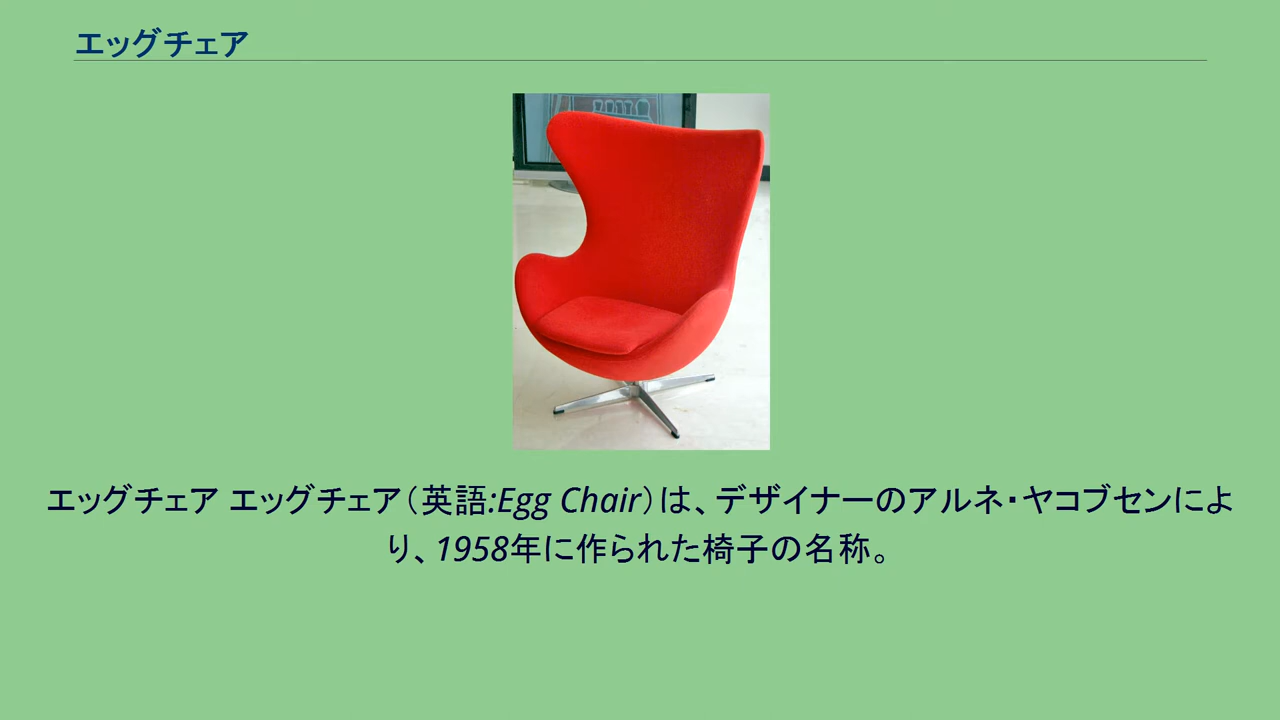 エッグチェア
エッグチェア エッグチェア（英語:Egg Chair）は、デザイナーのアルネ・ヤコブセンによ
り、1958年に作られた椅子の名称。